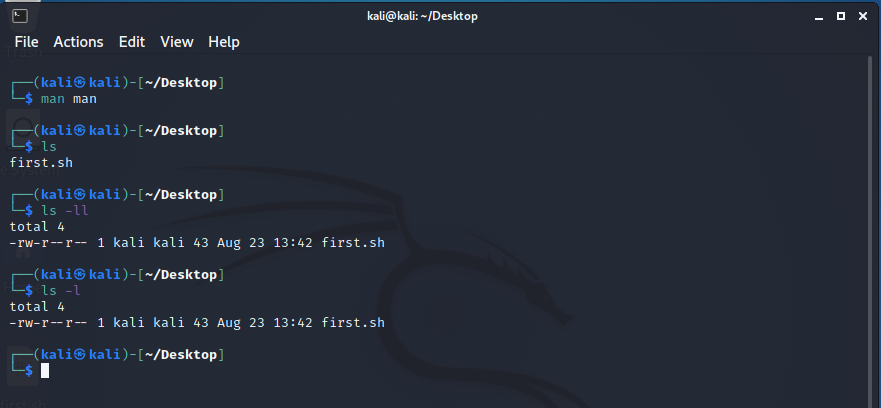 kali@kali: ~/Desktop
File Actions Edit View Help
┌──(kali㉿kali)-[~/Desktop]
└─$ man man
┌──(kali㉿kali)-[~/Desktop]
└─$ ls
first.sh
┌──(kali㉿kali)-[~/Desktop]
└─$ ls -ll
total 4
-rw-r--r-- 1 kali kali 43 Aug 23 13:42 first.sh
┌──(kali㉿kali)-[~/Desktop]
└─$ ls -l
total 4
-rw-r--r-- 1 kali kali 43 Aug 23 13:42 first.sh
┌──(kali㉿kali)-[~/Desktop]
└─$
first.sh